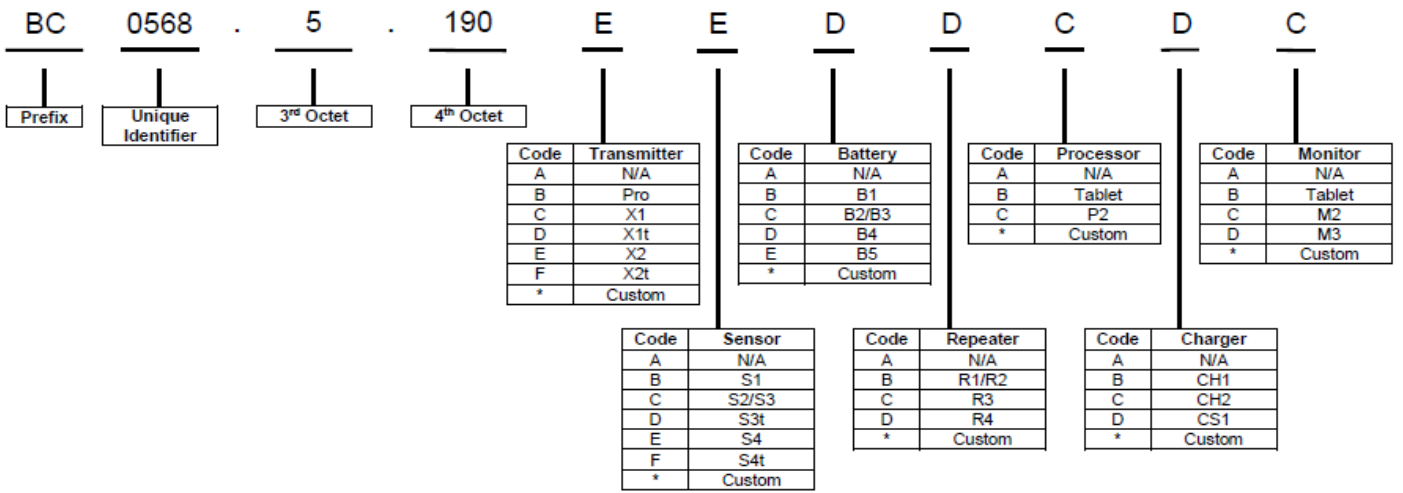 BC 0568 . 5 . 190 E E D D C D C
Prefix
Unique
Identifier
3rd Octet
4th Octet
Code Transmitter
A N/A
B Pro
C X1
D X1t
E X2
F X2t
* Custom
Code Battery
A N/A
B B1
C B2/B3
D B4
E B5
* Custom
Code Processor
A N/A
B Tablet
C P2
* Custom
Code Monitor
A N/A
B Tablet
C M2
D M3
* Custom
Code Sensor
A N/A
B S1
C S2/S3
D S3t
E S4
F S4t
* Custom
Code Repeater
A N/A
B R1/R2
C R3
D R4
* Custom
Code Charger
A N/A
B CH1
C CH2
D CS1
* Custom